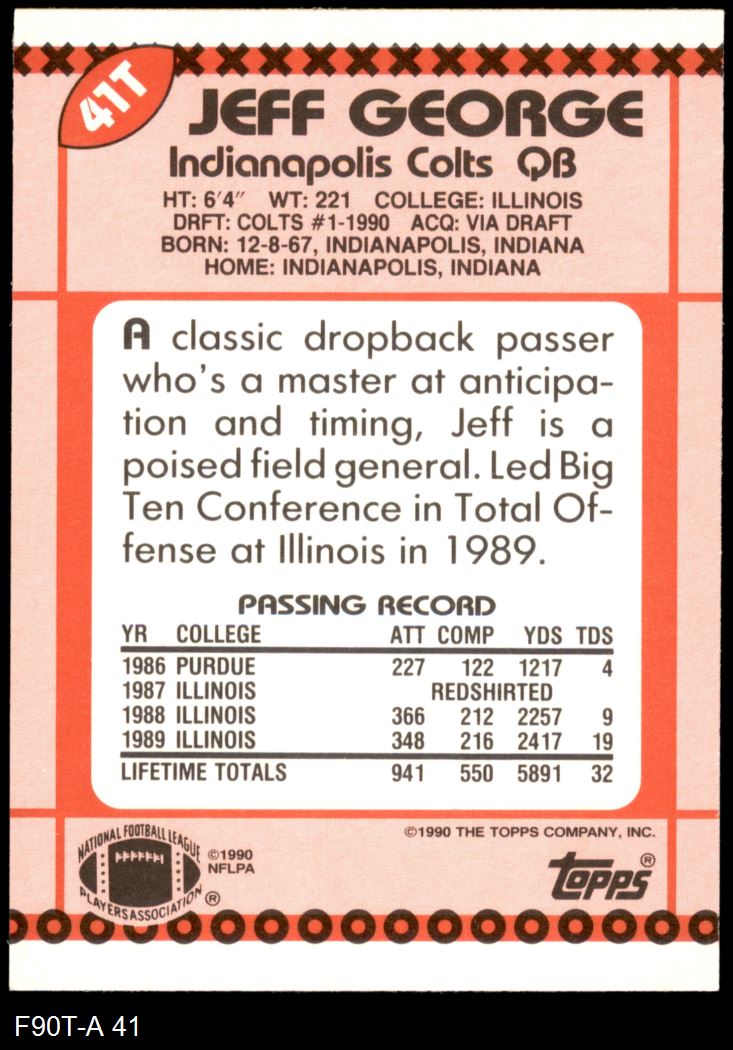 41T
JEFF GEORGE
Indianapolis Colts QB
HT: 6'4" WT: 221 COLLEGE: ILLINOIS
DRFT: COLTS #1-1990 ACQ: VIA DRAFT
BORN: 12-8-67, INDIANAPOLIS, INDIANA
HOME: INDIANAPOLIS, INDIANA
A classic dropback passer
who's a master at anticipa-
tion and timing, Jeff is a
poised field general. Led Big
Ten Conference in Total Of-
fense at Illinois in 1989.
PASSING RECORD
YR COLLEGE ATT COMP YDS TDS
1986 PURDUE 227 122 1217 4
1987 ILLINOIS REDSHIRTED
1988 ILLINOIS 366 212 2257 9
1989 ILLINOIS 348 216 2417 19
LIFETIME TOTALS 941 550 5891 32
©1990 THE TOPPS COMPANY, INC.
NATIONAL FOOTBALL LEAGUE
PLAYERS ASSOCIATION ®
©1990
NFLPA
topps ®
F90T-A 41